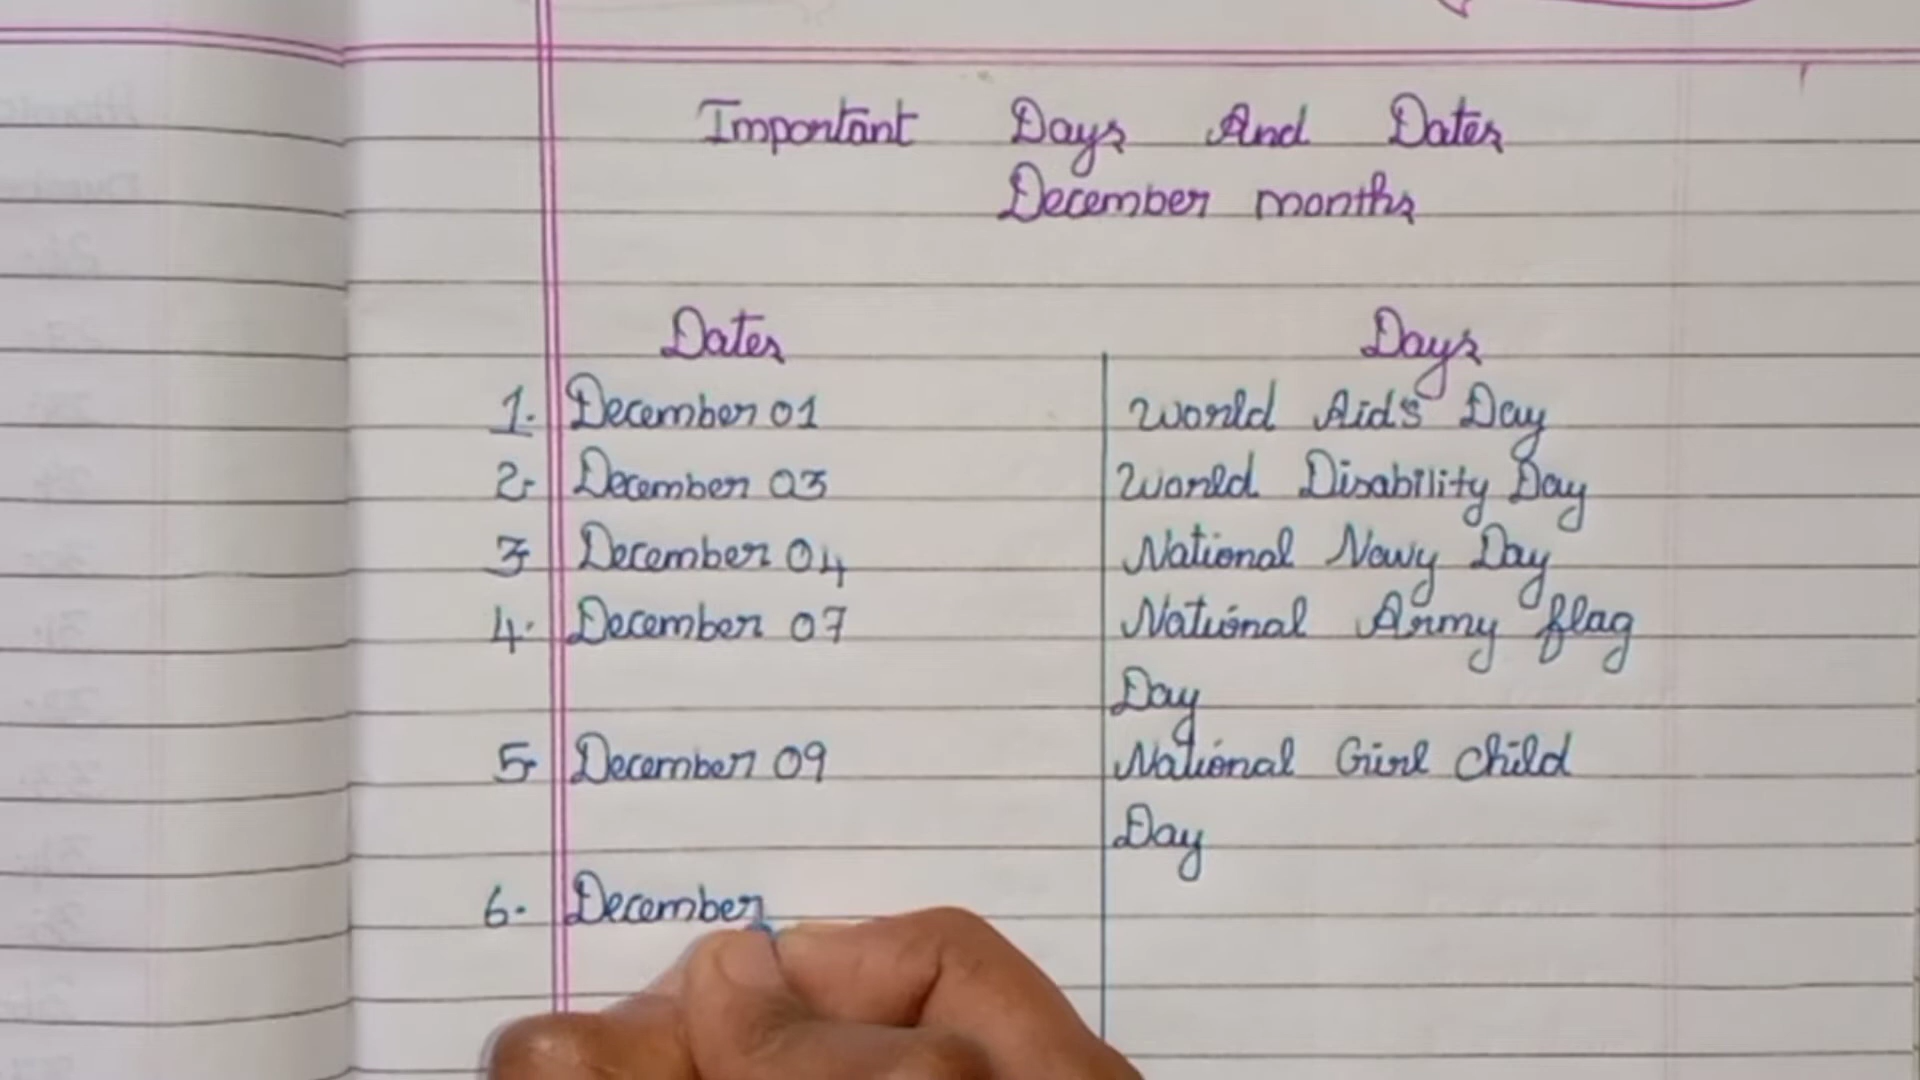 Important Days And Dates
December months
Dates Days
1. December 01 World Aid's Day
2. December 03 World Disability Day
3. December 04 National Navy Day
4. December 07 National Army flag
Day
5. December 09 National Girl child
Day
6. December